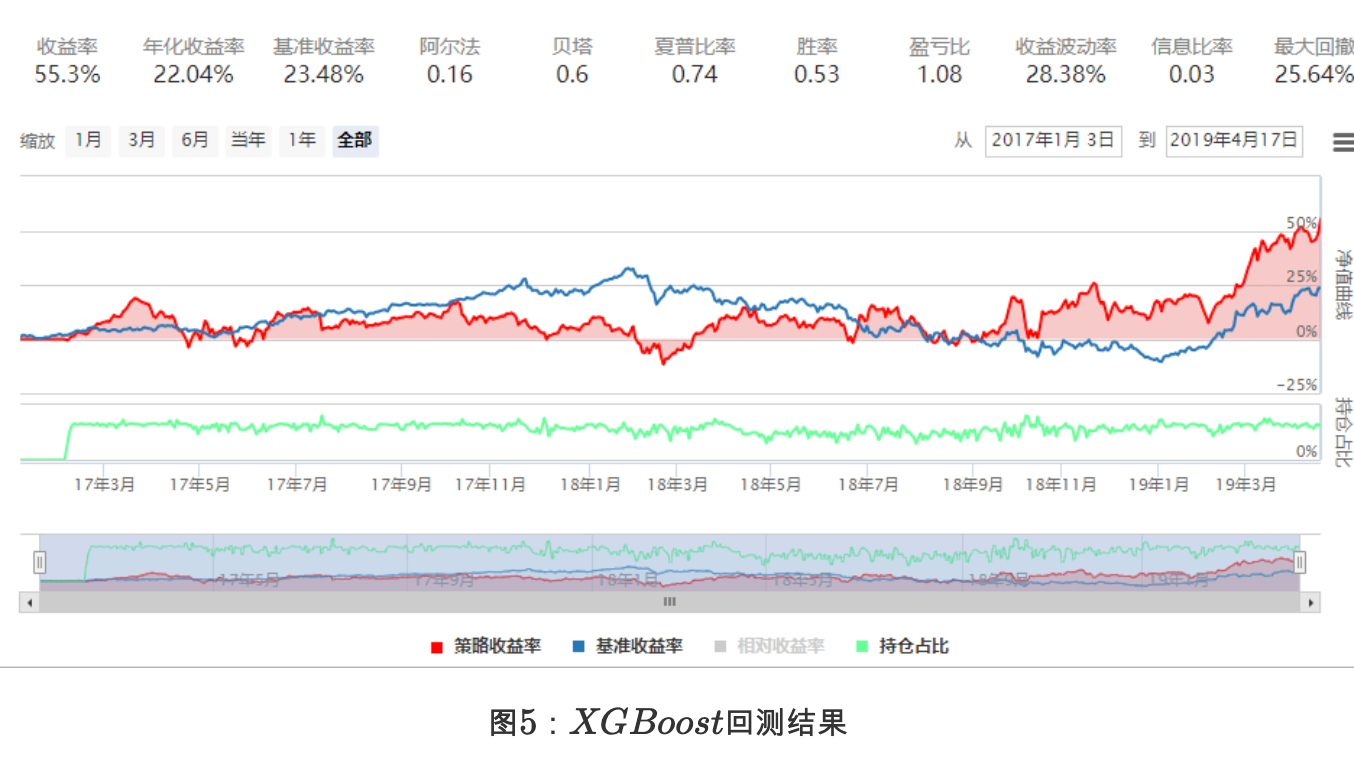 收益率 年化收益率 基准收益率 阿尔法 贝塔 夏普比率 胜率 盈亏比 收益波动率 信息比率 最大回撤
55.3% 22.04% 23.48% 0.16 0.6 0.74 0.53 1.08 28.38% 0.03 25.64%
缩放 1月 3月 6月 当年 1年 全部 从 2017年1月 3日 到 2019年4月17日
50%
25%
0%
-25%
净值曲线
0%
持仓占比
17年3月 17年5月 17年7月 17年9月 17年11月 18年1月 18年3月 18年5月 18年7月 18年9月 18年11月 19年1月 19年3月
17年5月 17年9月 18年1月 18年5月 18年9月 19年1月
策略收益率 基准收益率 相对收益率 持仓占比
图5：XGBoost回测结果